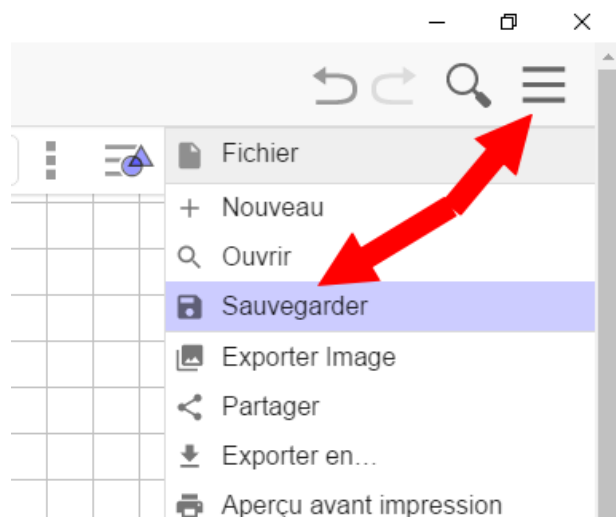 Fichier
Nouveau
Ouvrir
Sauvegarder
Exporter Image
Partager
Exporter en...
Aperçu avant impression